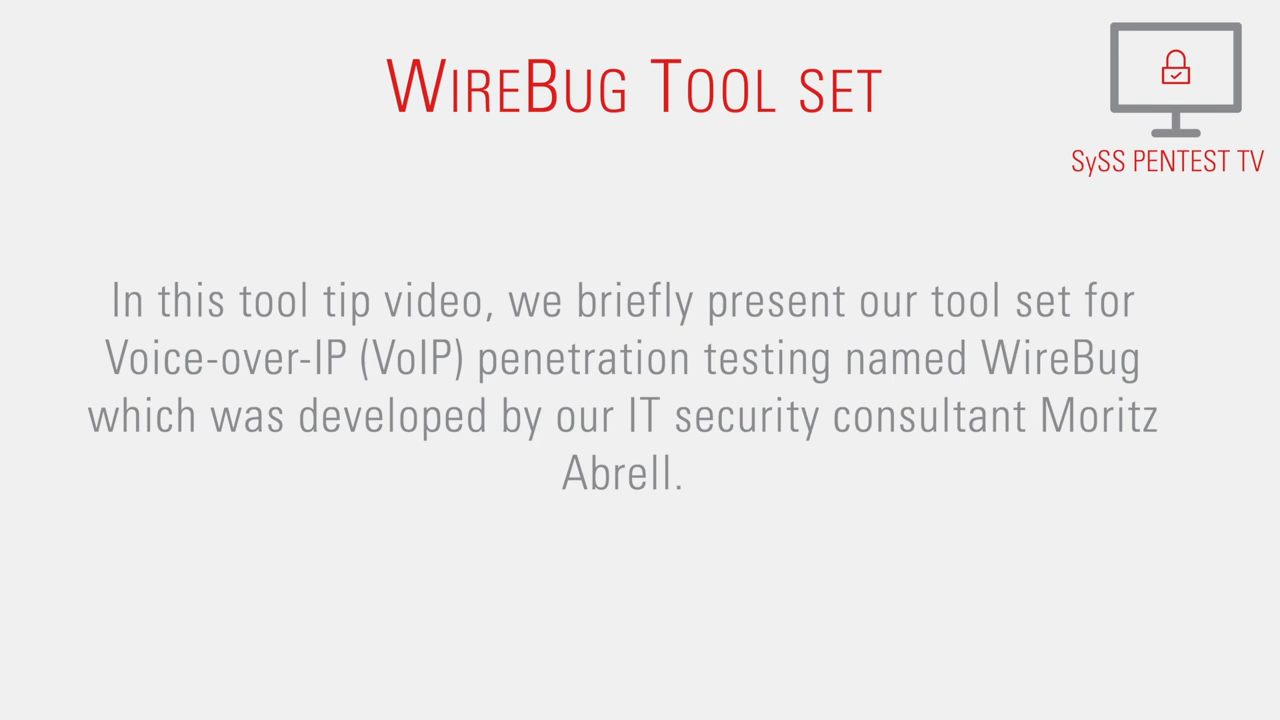 WireBug Tool set
SySS PENTEST TV
In this tool tip video, we briefly present our tool set for
Voice-over-IP (VoIP) penetration testing named WireBug
which was developed by our IT security consultant Moritz
Abrell.